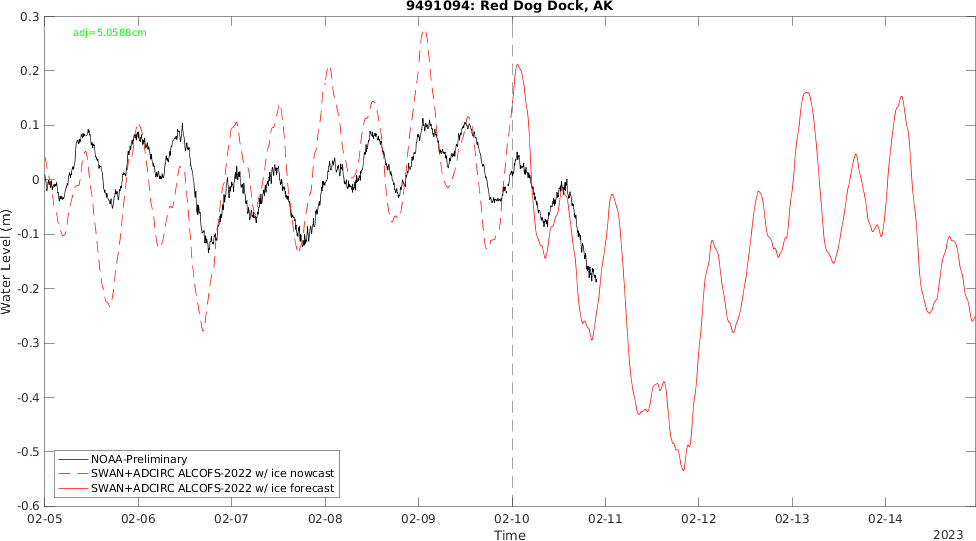 9491094: Red Dog Dock, AK
adj=5.0588cm
Water Level (m)
0.3
0.2
0.1
0
-0.1
-0.2
-0.3
-0.4
-0.5
-0.6
NOAA-Preliminary
SWAN+ADCIRC ALCOFS-2022 w/ ice nowcast
SWAN+ADCIRC ALCOFS-2022 w/ ice forecast
02-05 02-06 02-07 02-08 02-09 02-10 02-11 02-12 02-13 02-14
Time
2023